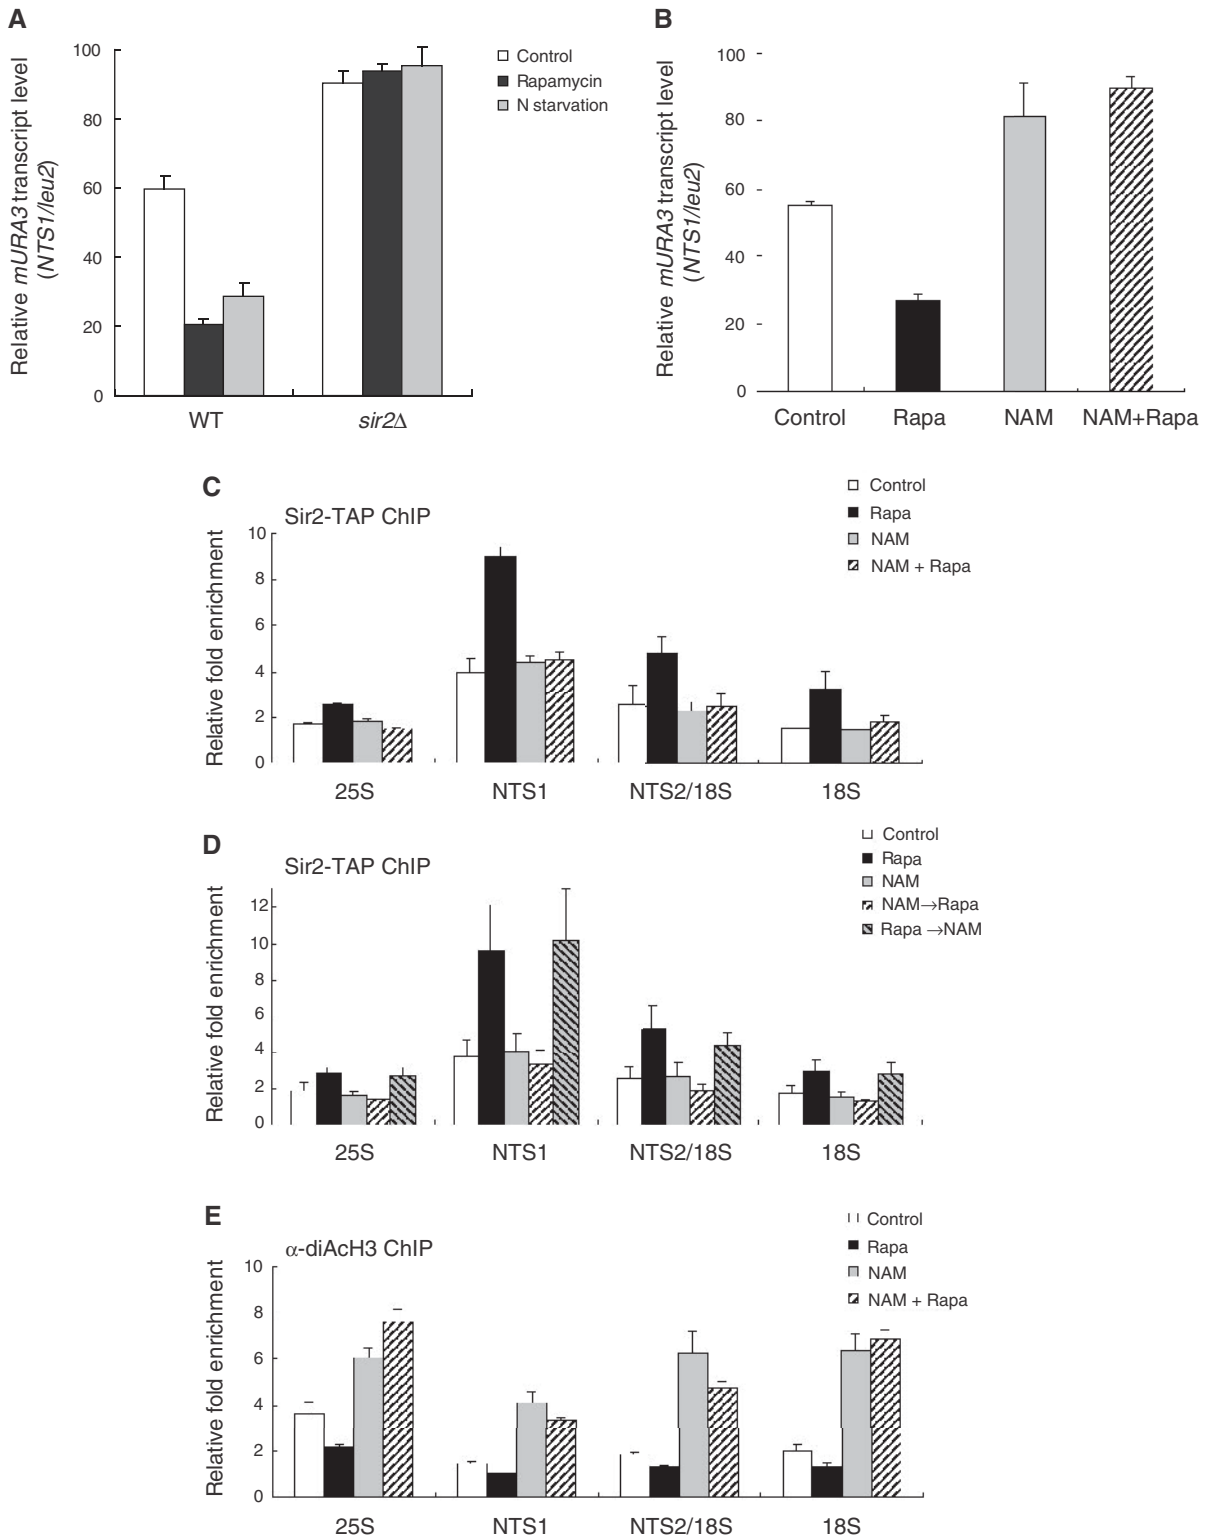 A
Relative mURA3 transcript level
(NTS1/leu2)
100
80
60
40
20
0
WT
sir2Δ
Control
Rapamycin
N starvation
B
Relative mURA3 transcript level
(NTS1/leu2)
100
80
60
40
20
0
Control
Rapa
NAM
NAM+Rapa
C
Sir2-TAP ChIP
Relative fold enrichment
10
8
6
4
2
0
25S
NTS1
NTS2/18S
18S
Control
Rapa
NAM
NAM + Rapa
D
Sir2-TAP ChIP
Relative fold enrichment
12
10
8
6
4
2
0
25S
NTS1
NTS2/18S
18S
Control
Rapa
NAM
NAM→Rapa
Rapa →NAM
E
α-diAcH3 ChIP
Relative fold enrichment
10
8
6
4
2
0
25S
NTS1
NTS2/18S
18S
Control
Rapa
NAM
NAM + Rapa